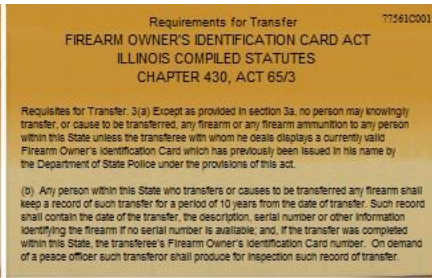 Requirements for Transfer
77561C001
FIREARM OWNER'S IDENTIFICATION CARD ACT
ILLINOIS COMPILED STATUTES
CHAPTER 430, ACT 65/3
Requisites for Transfer. 3(a) Except as provided in section 3a, no person may knowingly
transfer, or cause to be transferred, any firearm or any firearm ammunition to any person
within this State unless the transferee with whom he deals displays a currently valid
Firearm Owner's Identification Card which has previously been issued in his name by
the Department of State Police under the provisions of this act.
(b) Any person within this State who transfers or causes to be transferred any firearm shall
keep a record of such transfer for a period of 10 years from the date of transfer. Such record
shall contain the date of the transfer, the description, serial number or other information
identifying the firearm if no serial number is available; and, if the transfer was completed
within this State, the transferee's Firearm Owner's Identification Card number. On demand
of a peace officer such transferor shall produce for inspection such record of transfer.